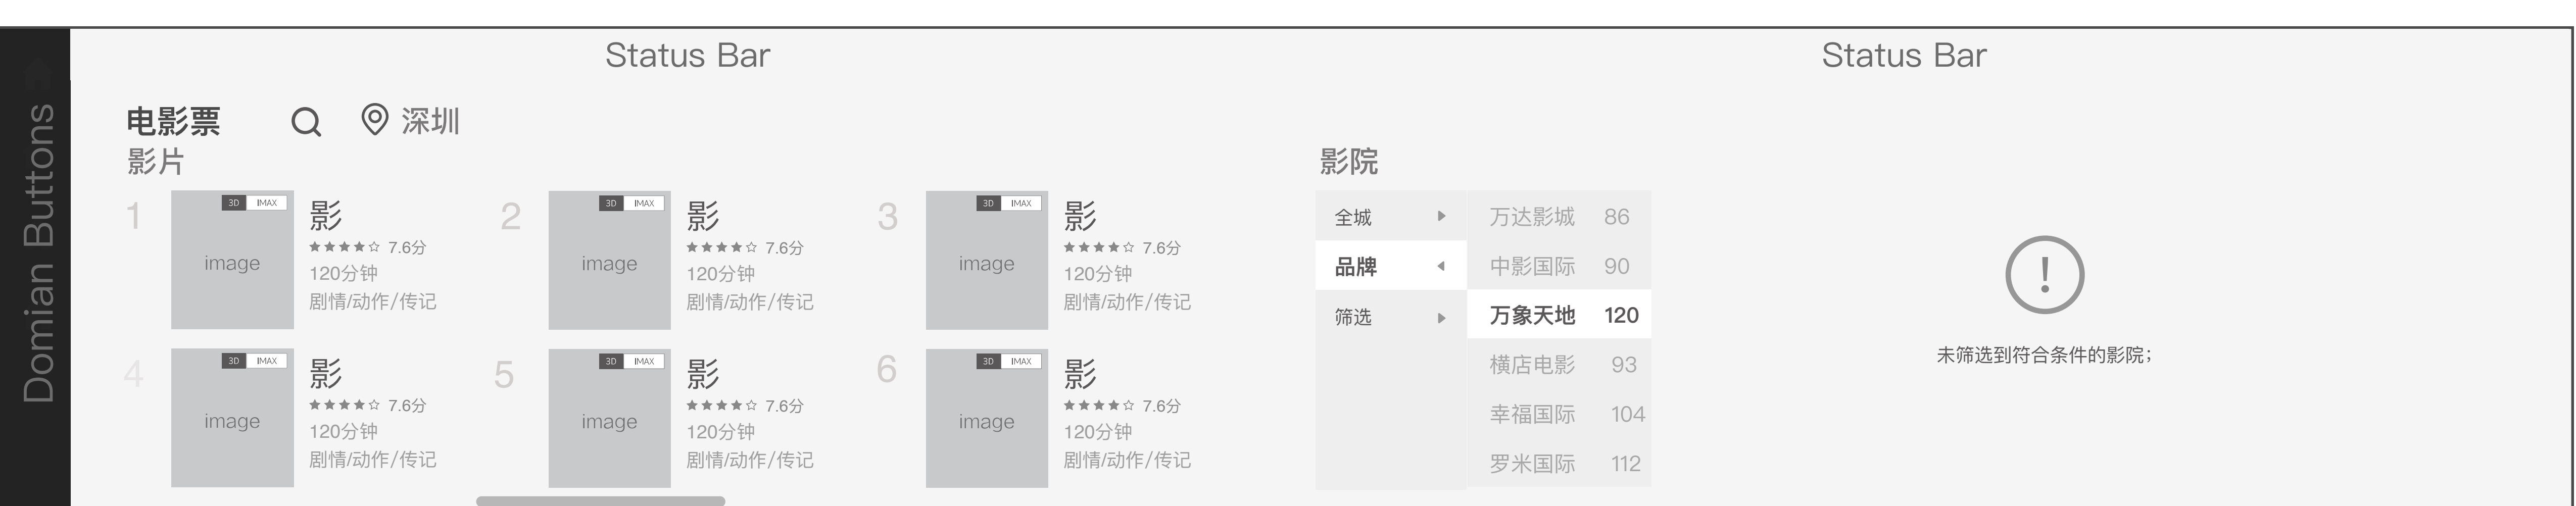 Status Bar
Status Bar
Domian Buttons
电影票
深圳
影片
1
3D IMAX
image
影
7.6分
120分钟
剧情/动作/传记
2
3D IMAX
image
影
7.6分
120分钟
剧情/动作/传记
3
3D IMAX
image
影
7.6分
120分钟
剧情/动作/传记
4
3D IMAX
image
影
7.6分
120分钟
剧情/动作/传记
5
3D IMAX
image
影
7.6分
120分钟
剧情/动作/传记
6
3D IMAX
image
影
7.6分
120分钟
剧情/动作/传记
影院
全城
品牌
筛选
万达影城 86
中影国际 90
万象天地 120
横店电影 93
幸福国际 104
罗米国际 112
未筛选到符合条件的影院；